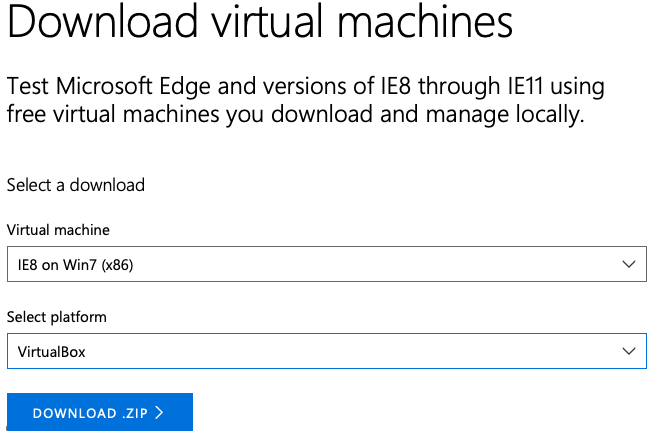 Download virtual machines
Test Microsoft Edge and versions of IE8 through IE11 using
free virtual machines you download and manage locally.
Select a download
Virtual machine
IE8 on Win7 (x86)
Select platform
VirtualBox
DOWNLOAD .ZIP